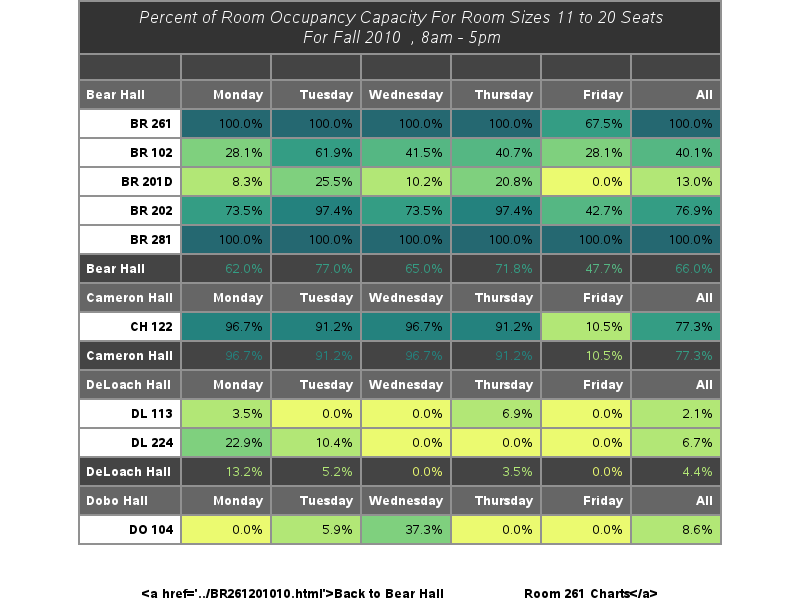 Percent of Room Occupancy Capacity For Room Sizes 11 to 20 Seats
For Fall 2010 , 8am - 5pm
Bear Hall Monday Tuesday Wednesday Thursday Friday All
BR 261 100.0% 100.0% 100.0% 100.0% 67.5% 100.0%
BR 102 28.1% 61.9% 41.5% 40.7% 28.1% 40.1%
BR 201D 8.3% 25.5% 10.2% 20.8% 0.0% 13.0%
BR 202 73.5% 97.4% 73.5% 97.4% 42.7% 76.9%
BR 281 100.0% 100.0% 100.0% 100.0% 100.0% 100.0%
Bear Hall 62.0% 77.0% 65.0% 71.8% 47.7% 66.0%
Cameron Hall Monday Tuesday Wednesday Thursday Friday All
CH 122 96.7% 91.2% 96.7% 91.2% 10.5% 77.3%
Cameron Hall 96.7% 91.2% 96.7% 91.2% 10.5% 77.3%
DeLoach Hall Monday Tuesday Wednesday Thursday Friday All
DL 113 3.5% 0.0% 0.0% 6.9% 0.0% 2.1%
DL 224 22.9% 10.4% 0.0% 0.0% 0.0% 6.7%
DeLoach Hall 13.2% 5.2% 0.0% 3.5% 0.0% 4.4%
Dobo Hall Monday Tuesday Wednesday Thursday Friday All
DO 104 0.0% 5.9% 37.3% 0.0% 0.0% 8.6%
<a href='../BR261201010.html'>Back to Bear Hall Room 261 Charts</a>